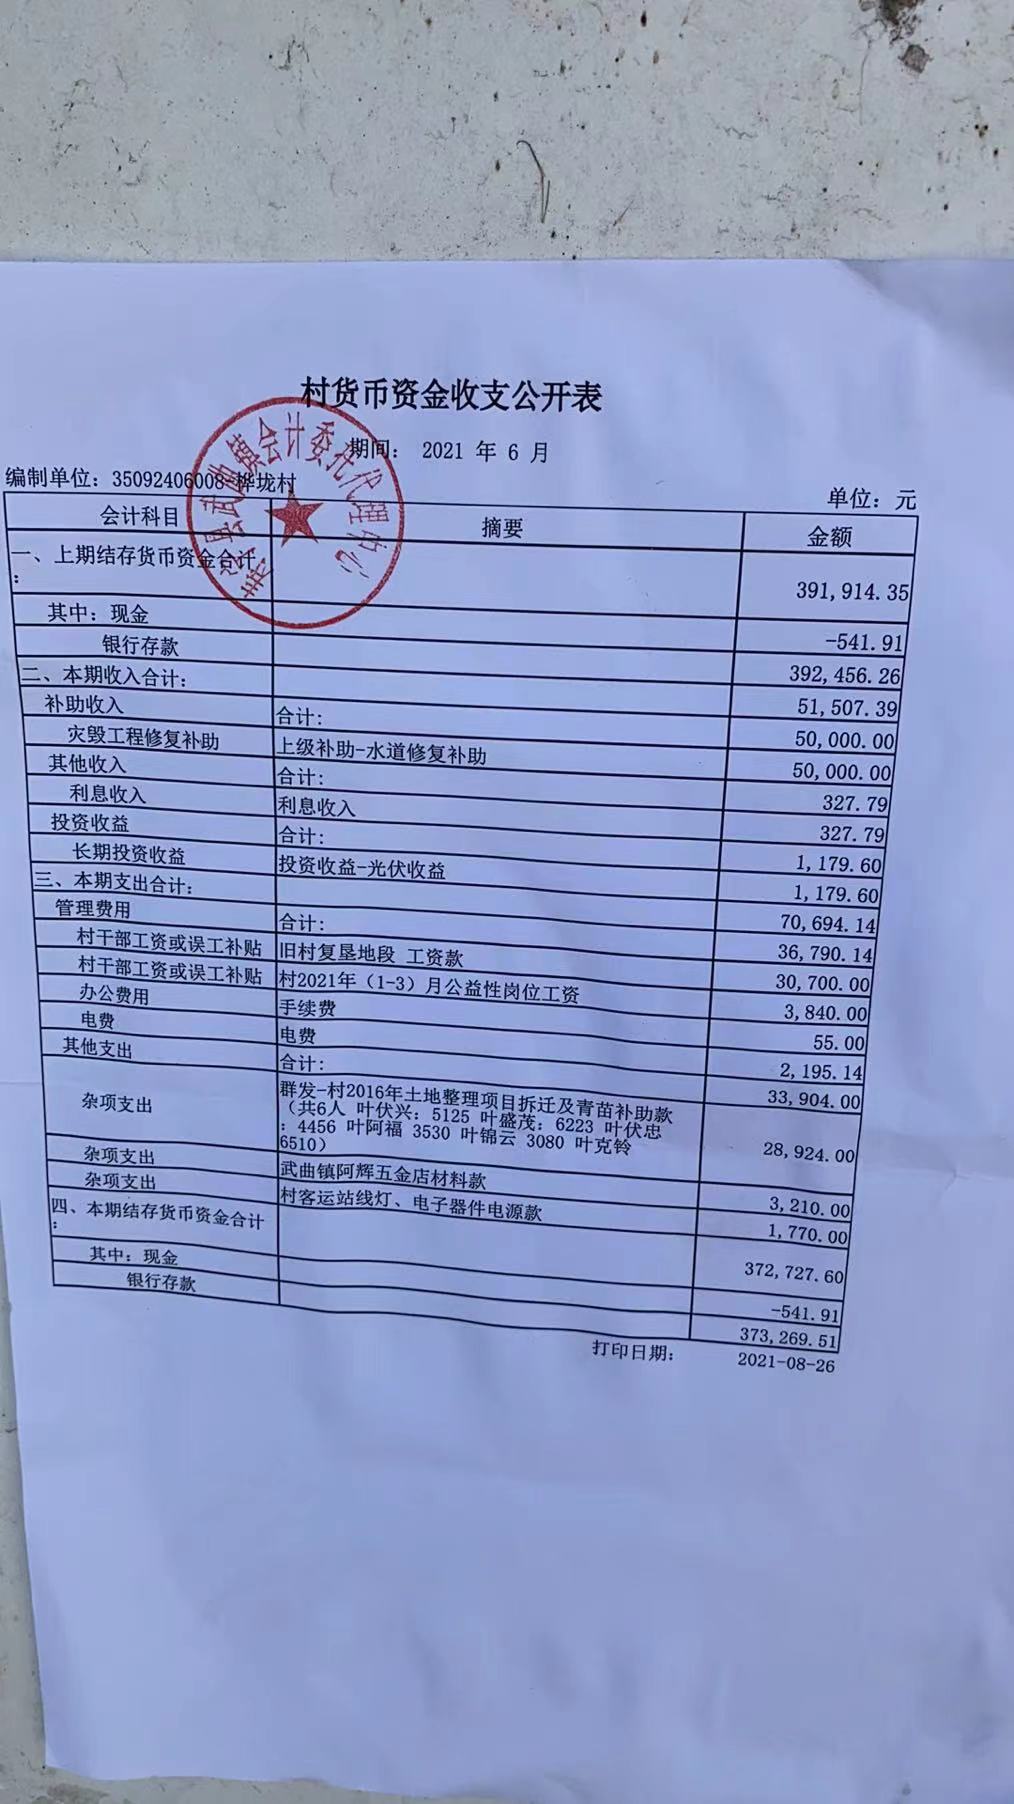 村货币资金收支公开表
期间: 2021 年 6 月
编制单位: 35092406008 桦垅村
单位: 元
会计科目 摘要 金额
一、上期结存货币资金合计
: 391,914.35
其中: 现金 -541.91
银行存款 392,456.26
二、本期收入合计: 51,507.39
补助收入 合计: 50,000.00
灾毁工程修复补助 上级补助-水道修复补助 50,000.00
其他收入 合计: 327.79
利息收入 利息收入 327.79
投资收益 合计: 1,179.60
长期投资收益 投资收益-光伏收益 1,179.60
三、本期支出合计: 70,694.14
管理费用 合计: 36,790.14
村干部工资或误工补贴 旧村复垦地段 工资款 30,700.00
村干部工资或误工补贴 村2021年（1-3）月公益性岗位工资 3,840.00
办公费用 手续费 55.00
电费 电费 2,195.14
其他支出 合计: 33,904.00
杂项支出 群发-村2016年土地整理项目拆迁及青苗补助款
（共6人 叶伏兴: 5125 叶盛茂: 6223 叶伏忠
: 4456 叶阿福 3530 叶锦云 3080 叶克铃
6510） 28,924.00
杂项支出 武曲镇阿辉五金店材料款 3,210.00
杂项支出 村客运站线灯、电子器件电源款 1,770.00
四、本期结存货币资金合计
: 372,727.60
其中: 现金 -541.91
银行存款 373,269.51
打印日期: 2021-08-26
县武曲镇会计委托代理